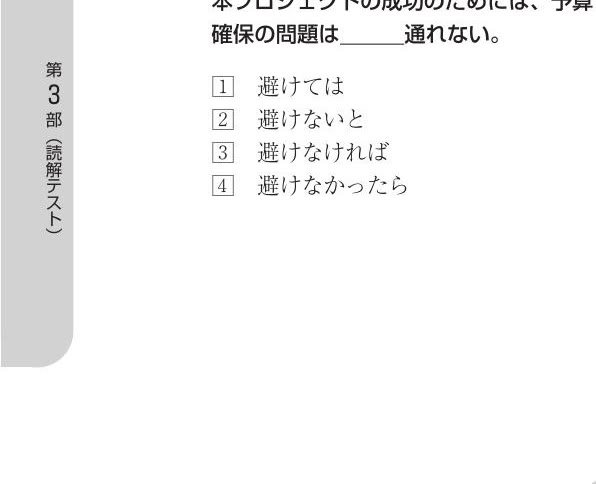 本プロジェクトの成功のためには、予算
確保の問題は＿＿＿通れない。
1 避けては
2 避けないと
3 避けなければ
4 避けなかったら
第3部（読解テスト）